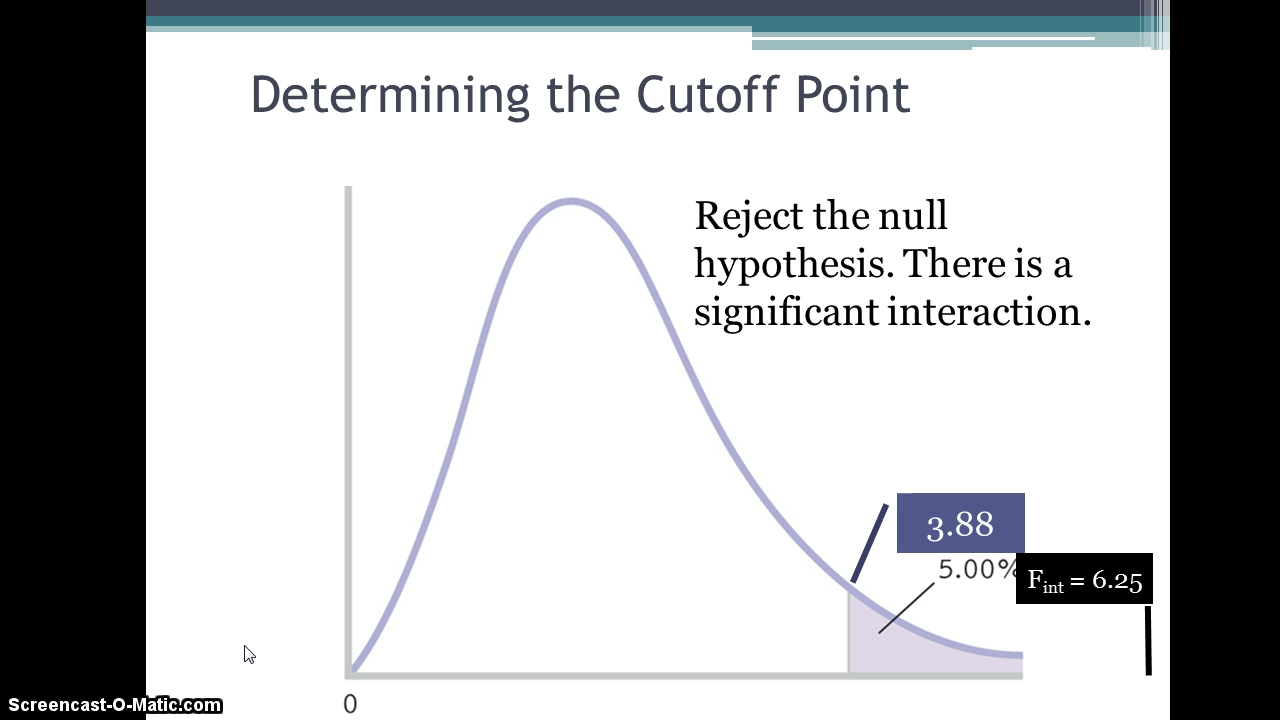 Determining the Cutoff Point
Reject the null
hypothesis. There is a
significant interaction.
3.88
5.00%
Fint = 6.25
0
Screencast-O-Matic.com